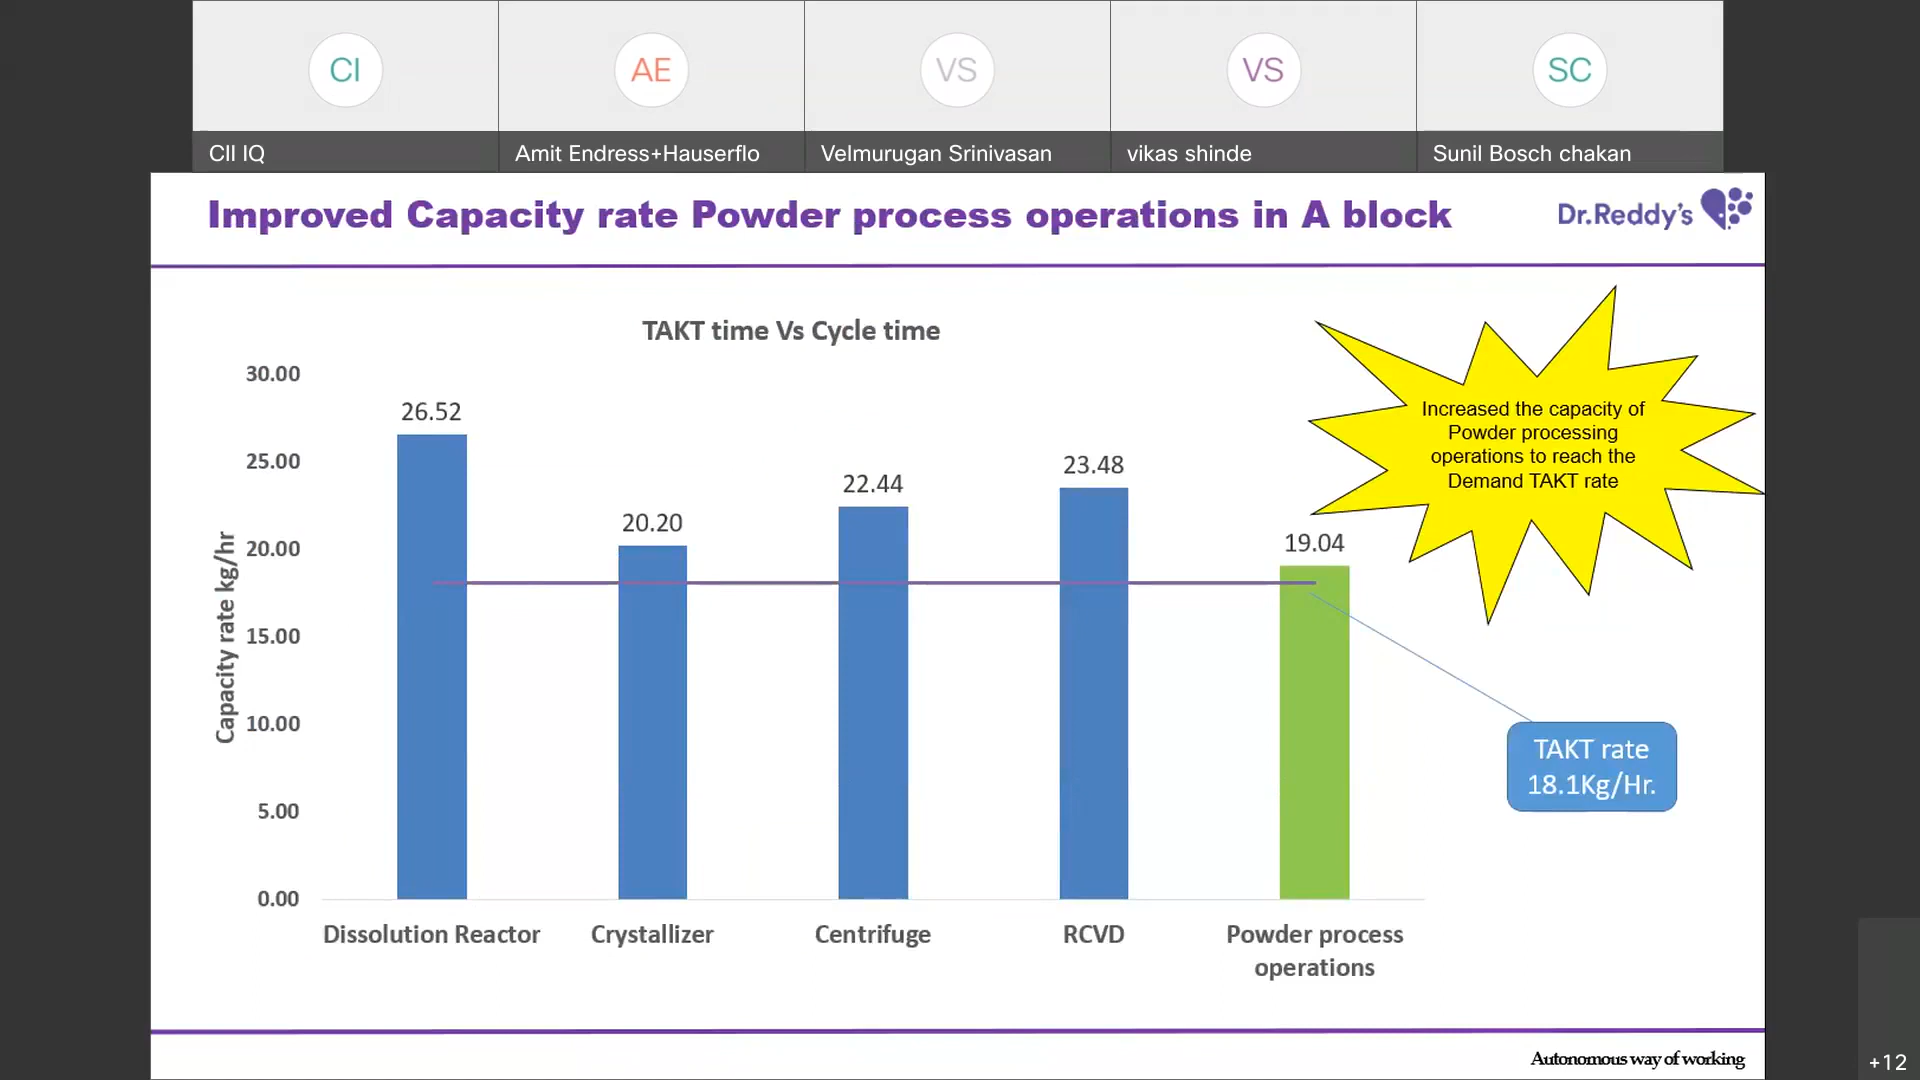 CI
AE
VS
VS
SC
CII IQ
Amit Endress+Hauserflo
Velmurugan Srinivasan
vikas shinde
Sunil Bosch chakan
Improved Capacity rate Powder process operations in A block
Dr.Reddy's
TAKT time Vs Cycle time
Increased the capacity of
Powder processing
operations to reach the
Demand TAKT rate
Capacity rate kg/hr
30.00
25.00
20.00
15.00
10.00
5.00
0.00
26.52
20.20
22.44
23.48
19.04
TAKT rate
18.1Kg/Hr.
Dissolution Reactor
Crystallizer
Centrifuge
RCVD
Powder process
operations
Autonomous way of working
+12